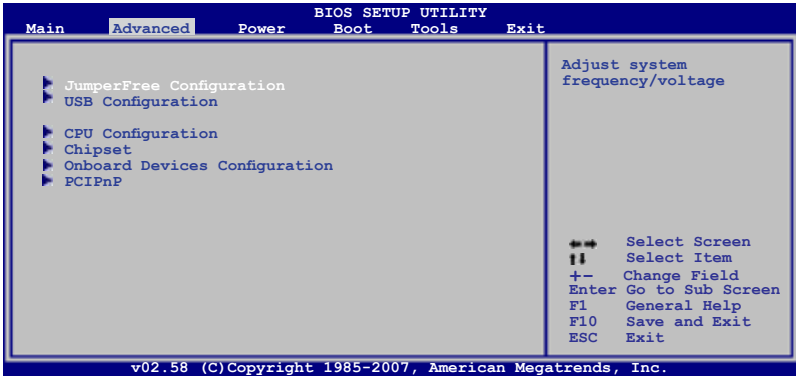 BIOS SETUP UTILITY
Main Advanced Power Boot Tools Exit
JumperFree Configuration
USB Configuration
CPU Configuration
Chipset
Onboard Devices Configuration
PCIPnP
Adjust system
frequency/voltage
←→ Select Screen
↑↓ Select Item
+- Change Field
Enter Go to Sub Screen
F1 General Help
F10 Save and Exit
ESC Exit
v02.58 (C)Copyright 1985-2007, American Megatrends, Inc.